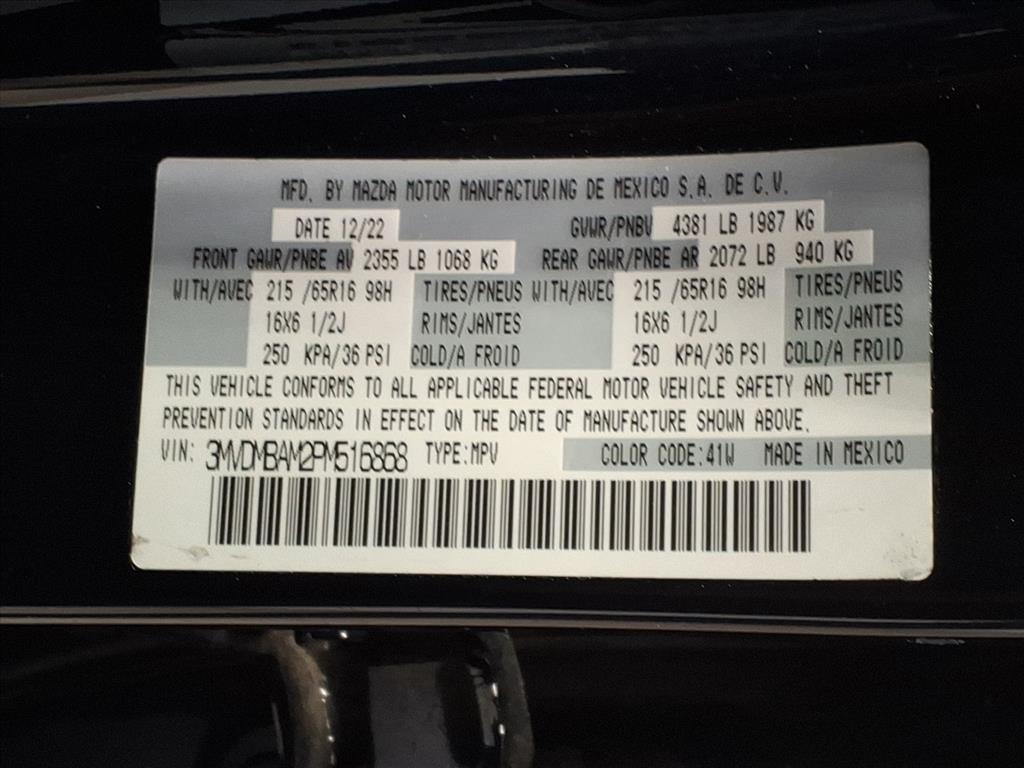 MFD. BY MAZDA MOTOR MANUFACTURING DE MEXICO S.A. DE C.V.
DATE 12/22 GVWR/PNBV 4381 LB 1987 KG
FRONT GAWR/PNBE AV 2355 LB 1068 KG REAR GAWR/PNBE AR 2072 LB 940 KG
WITH/AVEC 215 /65R16 98H TIRES/PNEUS WITH/AVEC 215 /65R16 98H TIRES/PNEUS
16X6 1/2J RIMS/JANTES 16X6 1/2J RIMS/JANTES
250 KPA/36 PSI COLD/A FROID 250 KPA/36 PSI COLD/A FROID
THIS VEHICLE CONFORMS TO ALL APPLICABLE FEDERAL MOTOR VEHICLE SAFETY AND THEFT
PREVENTION STANDARDS IN EFFECT ON THE DATE OF MANUFACTURE SHOWN ABOVE.
VIN: 3MVDMBAM2PM516868 TYPE:MPV COLOR CODE:41W MADE IN MEXICO